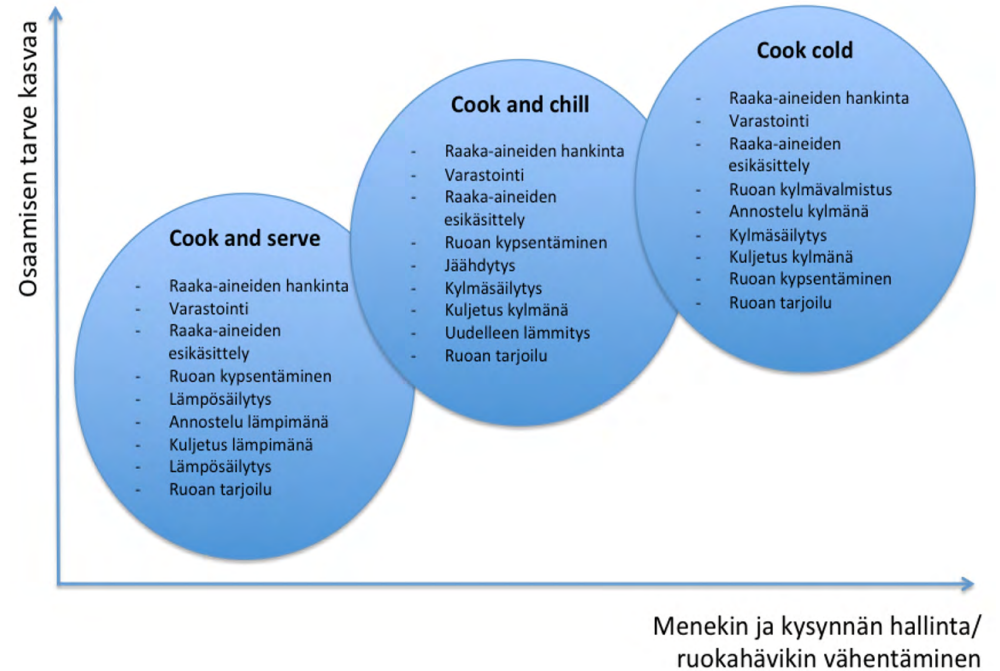 Osaamisen tarve kasvaa
Cook and serve
- Raaka-aineiden hankinta
- Varastointi
- Raaka-aineiden
esikäsittely
- Ruoan kypsentäminen
- Lämpösäilytys
- Annostelu lämpimänä
- Kuljetus lämpimänä
- Lämpösäilytys
- Ruoan tarjoilu
Cook and chill
- Raaka-aineiden hankinta
- Varastointi
- Raaka-aineiden
esikäsittely
- Ruoan kypsentäminen
- Jäähdytys
- Kylmäsäilytys
- Kuljetus kylmänä
- Uudelleen lämmitys
- Ruoan tarjoilu
Cook cold
- Raaka-aineiden hankinta
- Varastointi
- Raaka-aineiden
esikäsittely
- Ruoan kylmävalmistus
- Annostelu kylmänä
- Kylmäsäilytys
- Kuljetus kylmänä
- Ruoan kypsentäminen
- Ruoan tarjoilu
Menekin ja kysynnän hallinta/
ruokahävikin vähentäminen